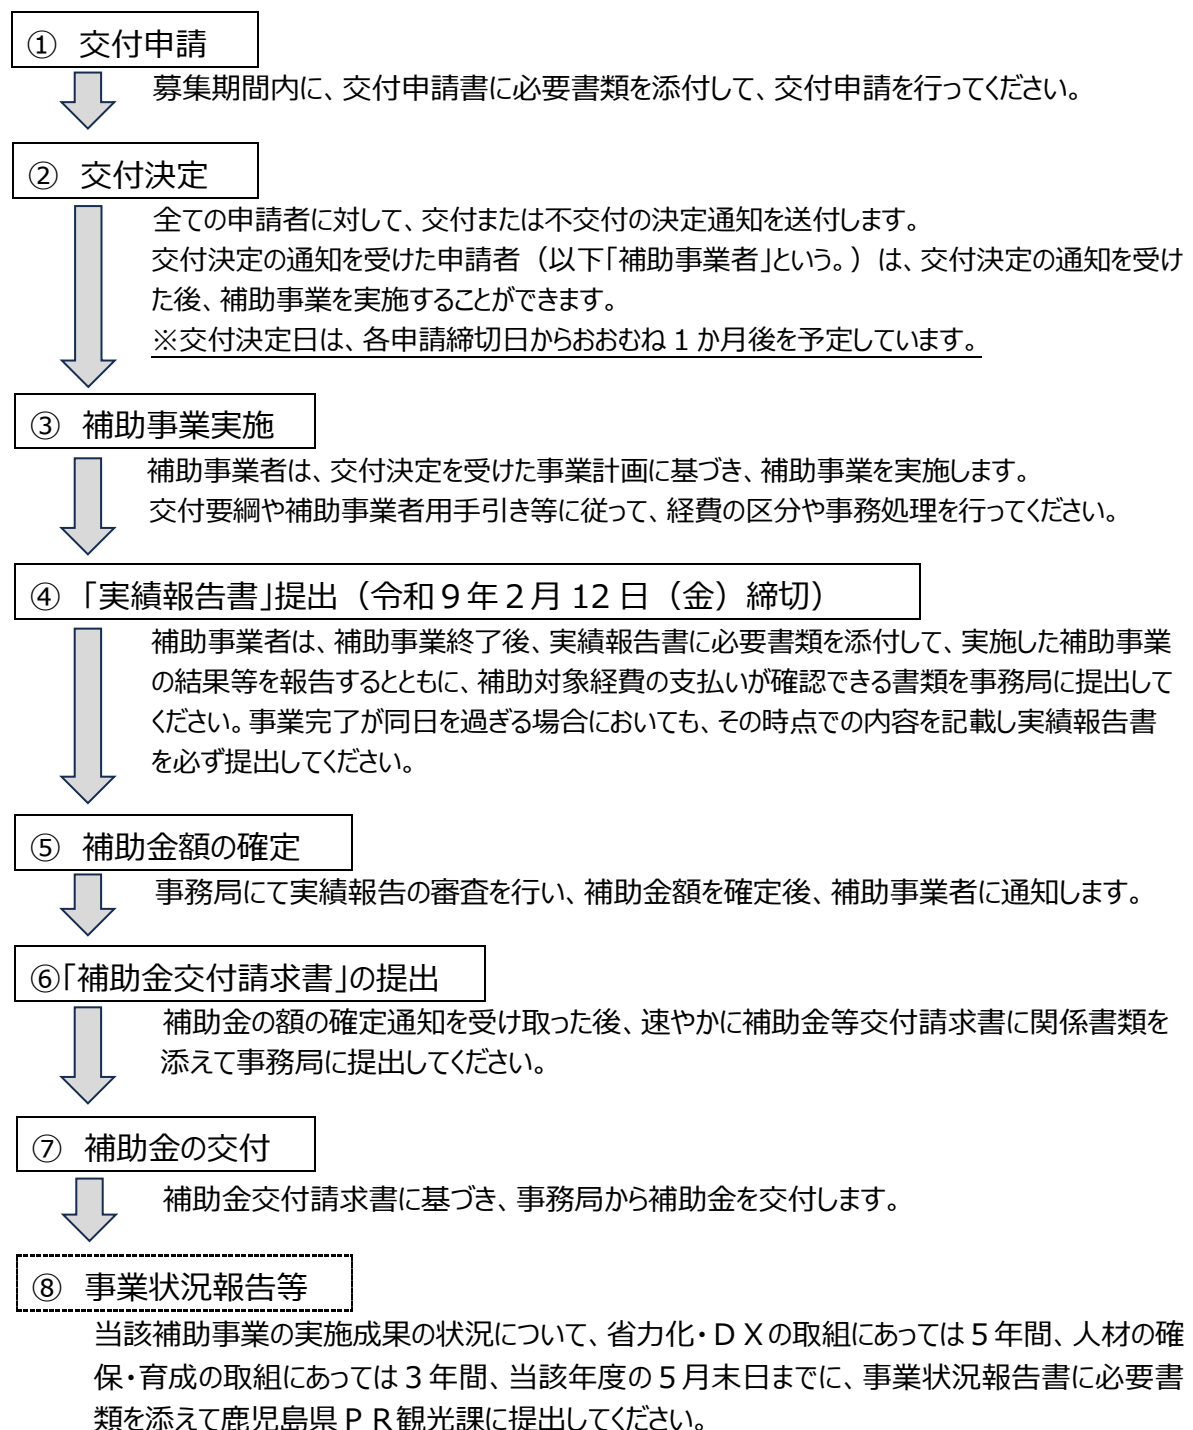 ① 交付申請
募集期間内に、交付申請書に必要書類を添付して、交付申請を行ってください。
② 交付決定
全ての申請者に対して、交付または不交付の決定通知を送付します。
交付決定の通知を受けた申請者（以下「補助事業者」という。）は、交付決定の通知を受け
た後、補助事業を実施することができます。
※交付決定日は、各申請締切日からおおむね１か月後を予定しています。
③ 補助事業実施
補助事業者は、交付決定を受けた事業計画に基づき、補助事業を実施します。
交付要綱や補助事業者用手引き等に従って、経費の区分や事務処理を行ってください。
④ 「実績報告書」提出（令和９年２月 12 日（金）締切）
補助事業者は、補助事業終了後、実績報告書に必要書類を添付して、実施した補助事業
の結果等を報告するとともに、補助対象経費の支払いが確認できる書類を事務局に提出して
ください。事業完了が同日を過ぎる場合においても、その時点での内容を記載し実績報告書
を必ず提出してください。
⑤ 補助金額の確定
事務局にて実績報告の審査を行い、補助金額を確定後、補助事業者に通知します。
⑥「補助金交付請求書」の提出
補助金の額の確定通知を受け取った後、速やかに補助金等交付請求書に関係書類を
添えて事務局に提出してください。
⑦ 補助金の交付
補助金交付請求書に基づき、事務局から補助金を交付します。
⑧ 事業状況報告等
当該補助事業の実施成果の状況について、省力化・ＤＸの取組にあっては５年間、人材の確
保・育成の取組にあっては３年間、当該年度の５月末日までに、事業状況報告書に必要書
類を添えて鹿児島県ＰＲ観光課に提出してください。